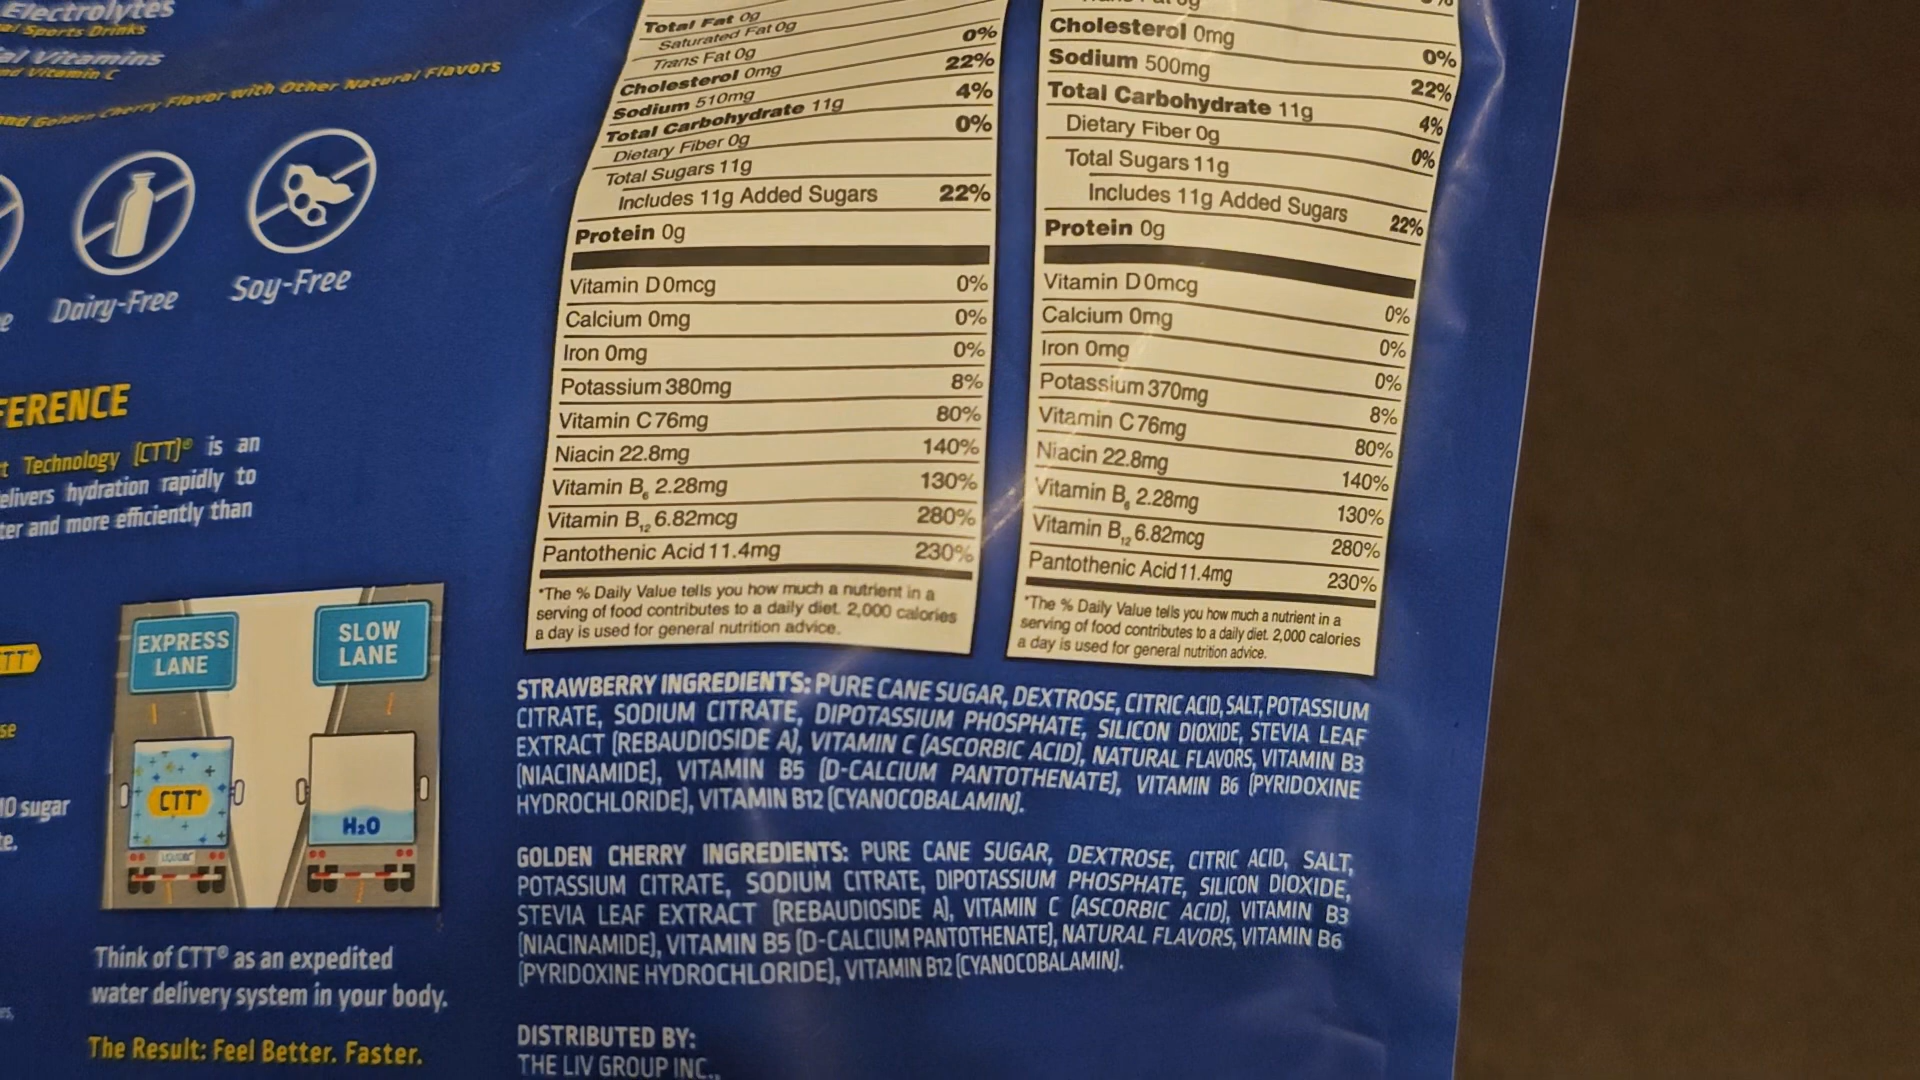 Electrolytes
Sports Drinks
Vitamins
Vitamin C
Golden Cherry Flavor with Other Natural Flavors
Dairy-Free
Soy-Free
Technology (CTT)® is an
hydration rapidly to
and more efficiently than
EXPRESS
LANE
SLOW
LANE
CTT®
H₂O
10 sugar
Think of CTT® as an expedited
water delivery system in your body.
The Result: Feel Better. Faster.
Total Fat 0g
Saturated Fat 0g
Trans Fat 0g
Cholesterol 0mg 0%
Sodium 510mg 22%
Total Carbohydrate 11g 4%
Dietary Fiber 0g 0%
Total Sugars 11g
Includes 11g Added Sugars 22%
Protein 0g
Vitamin D 0mcg 0%
Calcium 0mg 0%
Iron 0mg 0%
Potassium 380mg 8%
Vitamin C 76mg 80%
Niacin 22.8mg 140%
Vitamin B₆ 2.28mg 130%
Vitamin B₁₂ 6.82mcg 280%
Pantothenic Acid 11.4mg 230%
*The % Daily Value tells you how much a nutrient in a
serving of food contributes to a daily diet. 2,000 calories
a day is used for general nutrition advice.
Cholesterol 0mg 0%
Sodium 500mg 22%
Total Carbohydrate 11g 4%
Dietary Fiber 0g 0%
Total Sugars 11g
Includes 11g Added Sugars 22%
Protein 0g
Vitamin D 0mcg 0%
Calcium 0mg 0%
Iron 0mg 0%
Potassium 370mg 8%
Vitamin C 76mg 80%
Niacin 22.8mg 140%
Vitamin B₆ 2.28mg 130%
Vitamin B₁₂ 6.82mcg 280%
Pantothenic Acid 11.4mg 230%
*The % Daily Value tells you how much a nutrient in a
serving of food contributes to a daily diet. 2,000 calories
a day is used for general nutrition advice.
STRAWBERRY INGREDIENTS: PURE CANE SUGAR, DEXTROSE, CITRIC ACID, SALT, POTASSIUM
CITRATE, SODIUM CITRATE, DIPOTASSIUM PHOSPHATE, SILICON DIOXIDE, STEVIA LEAF
EXTRACT (REBAUDIOSIDE A), VITAMIN C (ASCORBIC ACID), NATURAL FLAVORS, VITAMIN B3
(NIACINAMIDE), VITAMIN B5 (D-CALCIUM PANTOTHENATE), VITAMIN B6 (PYRIDOXINE
HYDROCHLORIDE), VITAMIN B12 (CYANOCOBALAMIN).
GOLDEN CHERRY INGREDIENTS: PURE CANE SUGAR, DEXTROSE, CITRIC ACID, SALT,
POTASSIUM CITRATE, SODIUM CITRATE, DIPOTASSIUM PHOSPHATE, SILICON DIOXIDE,
STEVIA LEAF EXTRACT (REBAUDIOSIDE A), VITAMIN C (ASCORBIC ACID), VITAMIN B3
(NIACINAMIDE), VITAMIN B5 (D-CALCIUM PANTOTHENATE), NATURAL FLAVORS, VITAMIN B6
(PYRIDOXINE HYDROCHLORIDE), VITAMIN B12 (CYANOCOBALAMIN).
DISTRIBUTED BY:
THE LIV GROUP INC.,